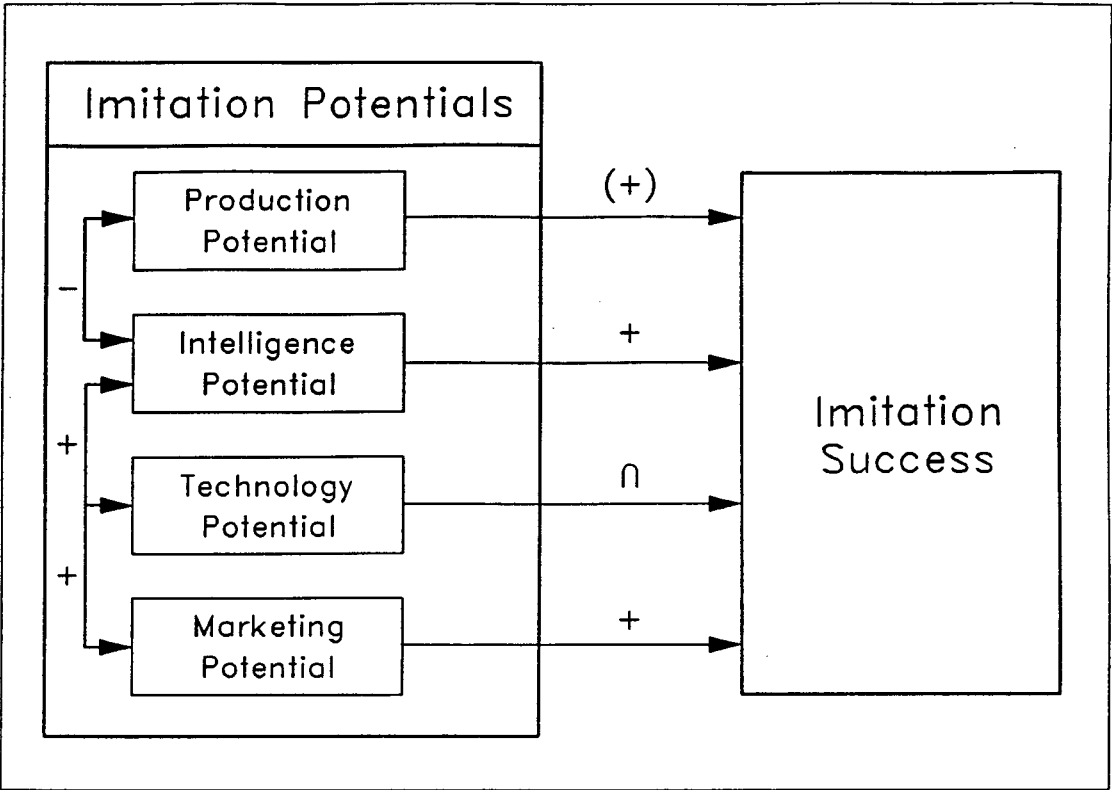 Imitation Potentials
Production
Potential
(+)
-
Intelligence
Potential
+
+
Technology
Potential
∩
+
Marketing
Potential
+
Imitation
Success